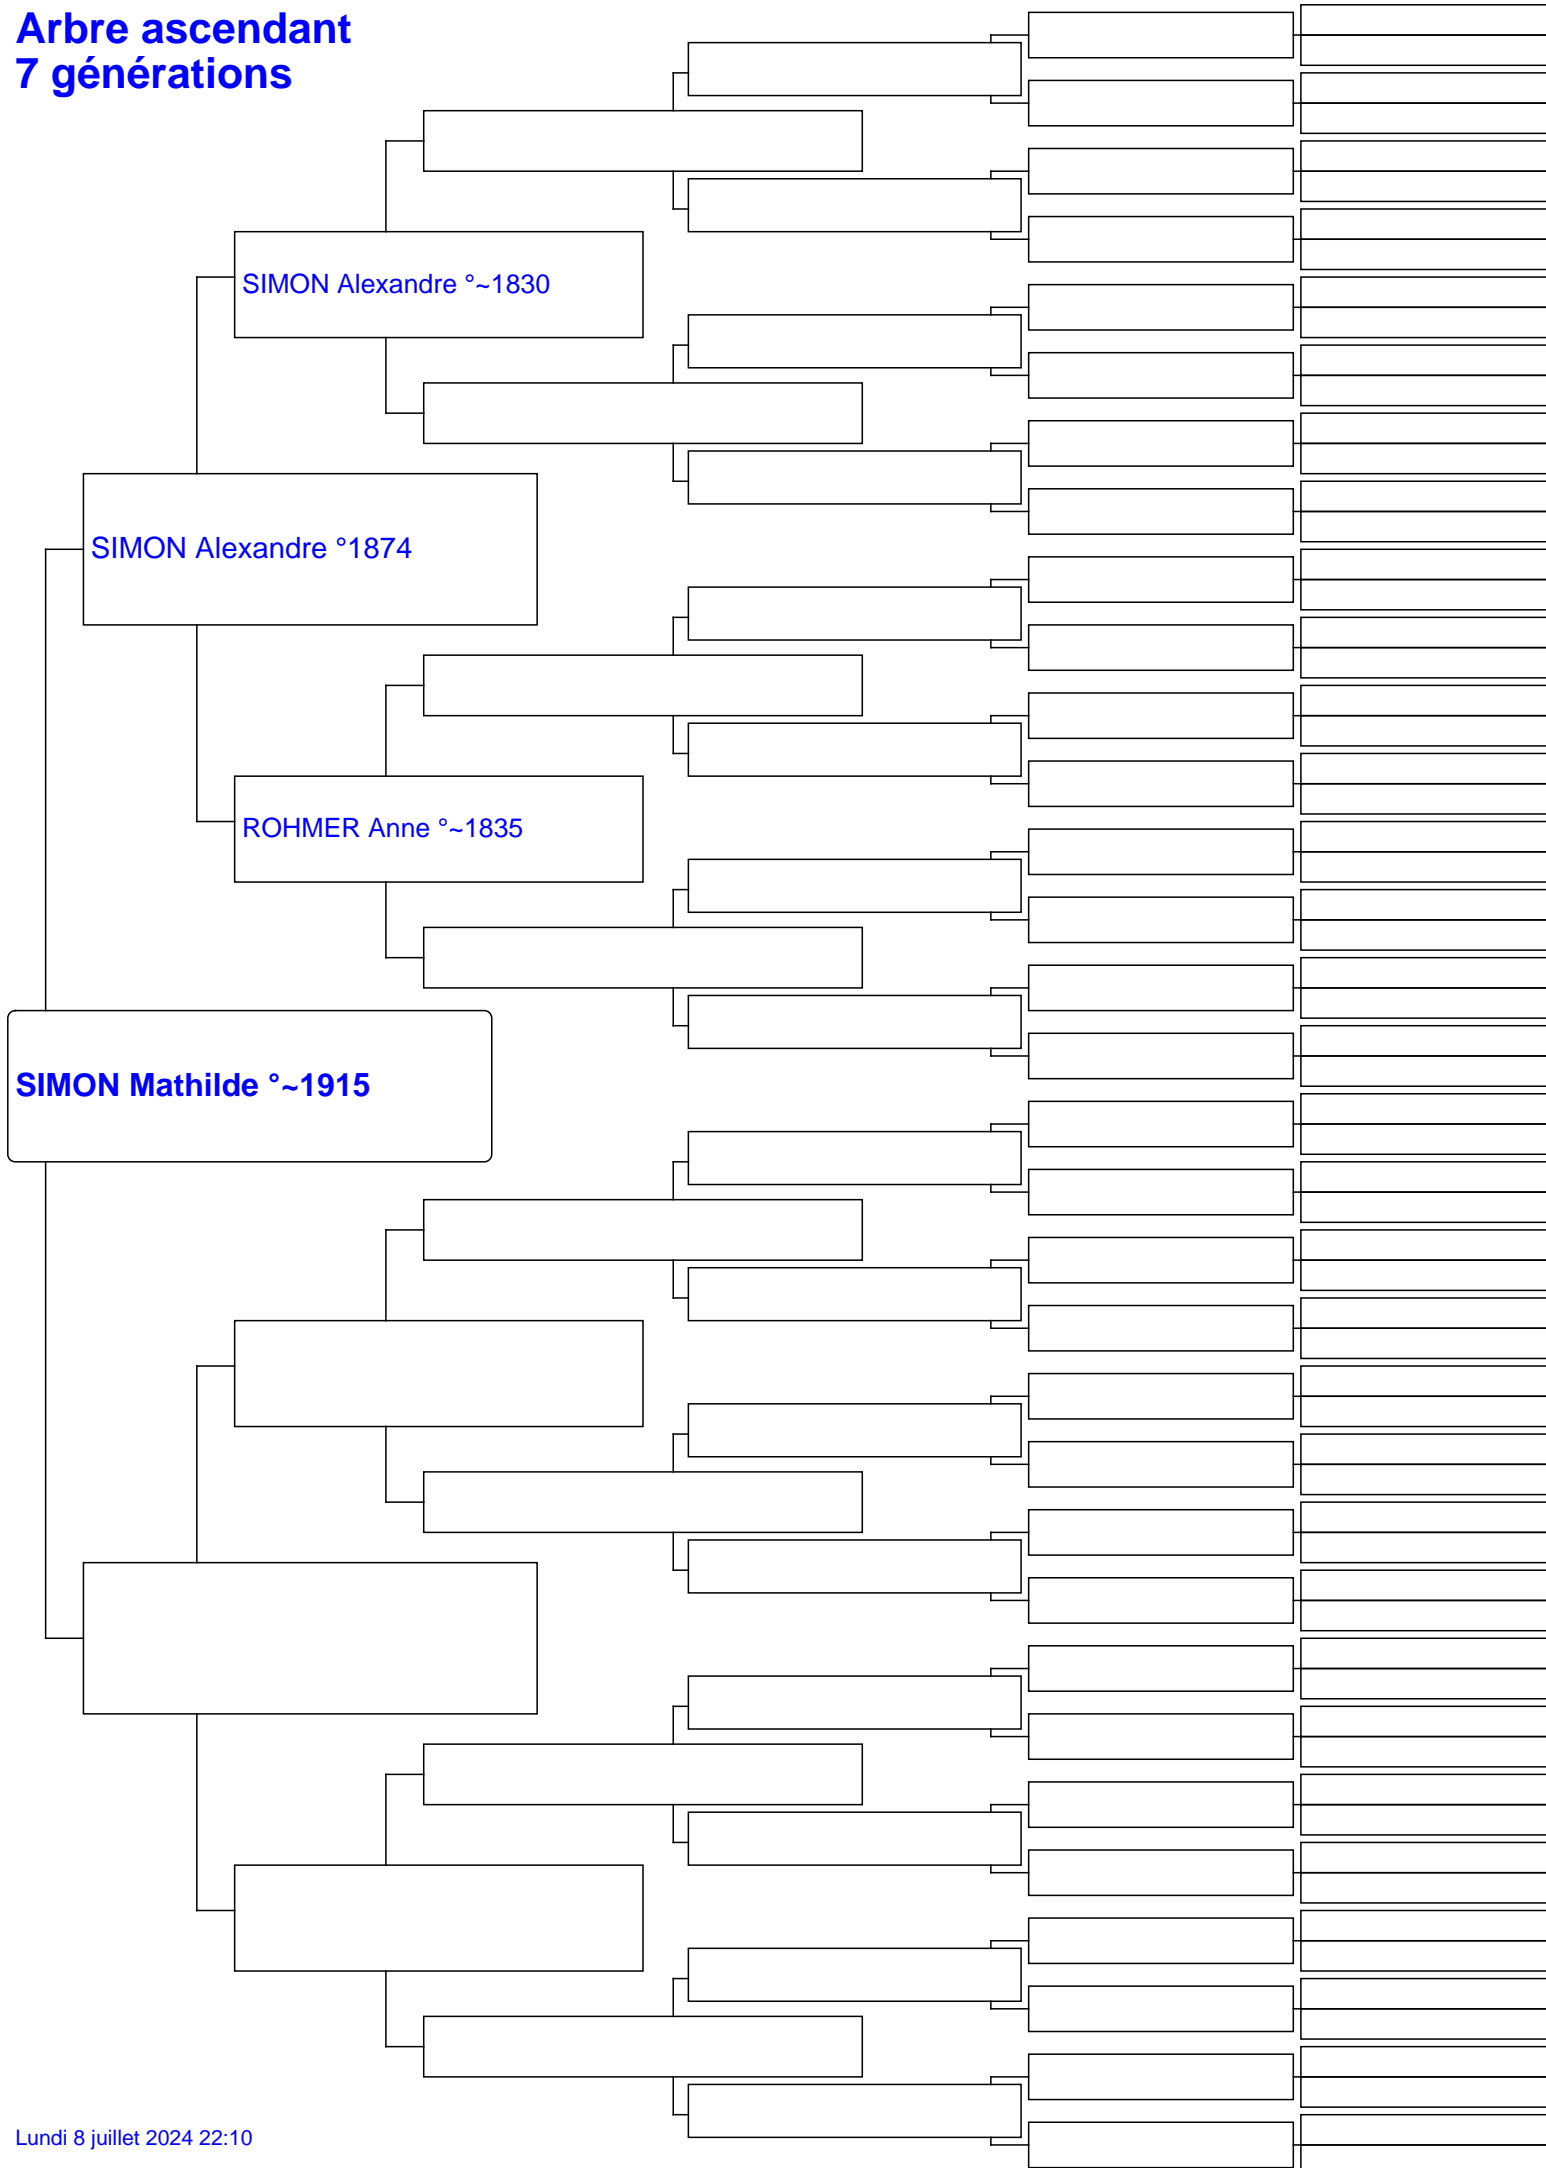 Arbre ascendant
7 générations
SIMON Alexandre °~1830
SIMON Alexandre °1874
ROHMER Anne °~1835
SIMON Mathilde °~1915
Lundi 8 juillet 2024 22:10